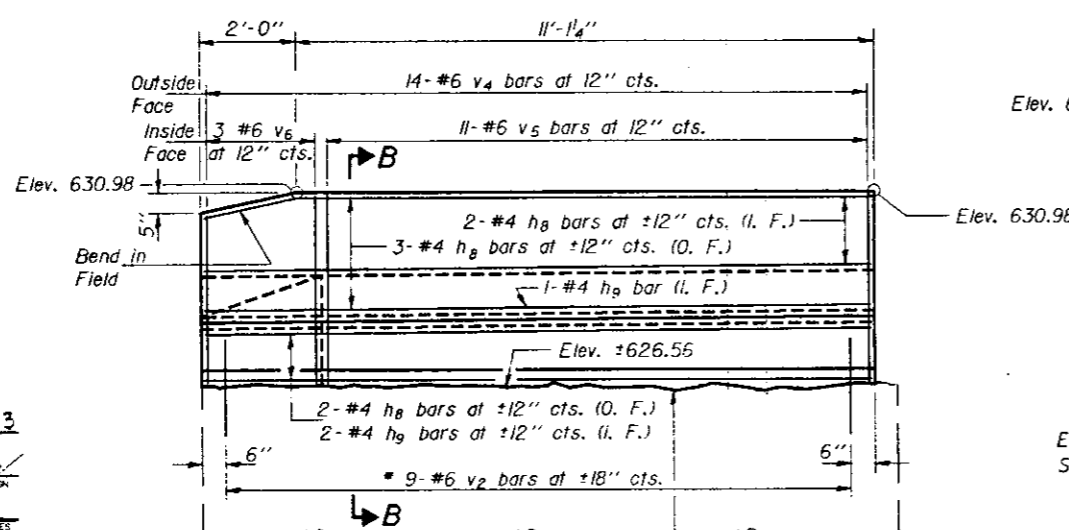 2'-0"
11'-1¼"
Outside
Face
14- #6 v4 bars at 12" cts.
Elev.
Inside
Face
3 #6 v6
at 12" cts.
11- #6 v5 bars at 12" cts.
B
Elev. 630.98
Elev. 630.98
5"
2- #4 h8 bars at ±12" cts. (I. F.)
3- #4 h8 bars at ±12" cts. (O. F.)
Bend in
Field
1- #4 h9 bar (I. F.)
Elev. ±626.56
2- #4 h8 bars at ±12" cts. (O. F.)
2- #4 h9 bars at ±12" cts. (I. F.)
3
6"
6"
* 9- #6 v2 bars at ±18" cts.
B